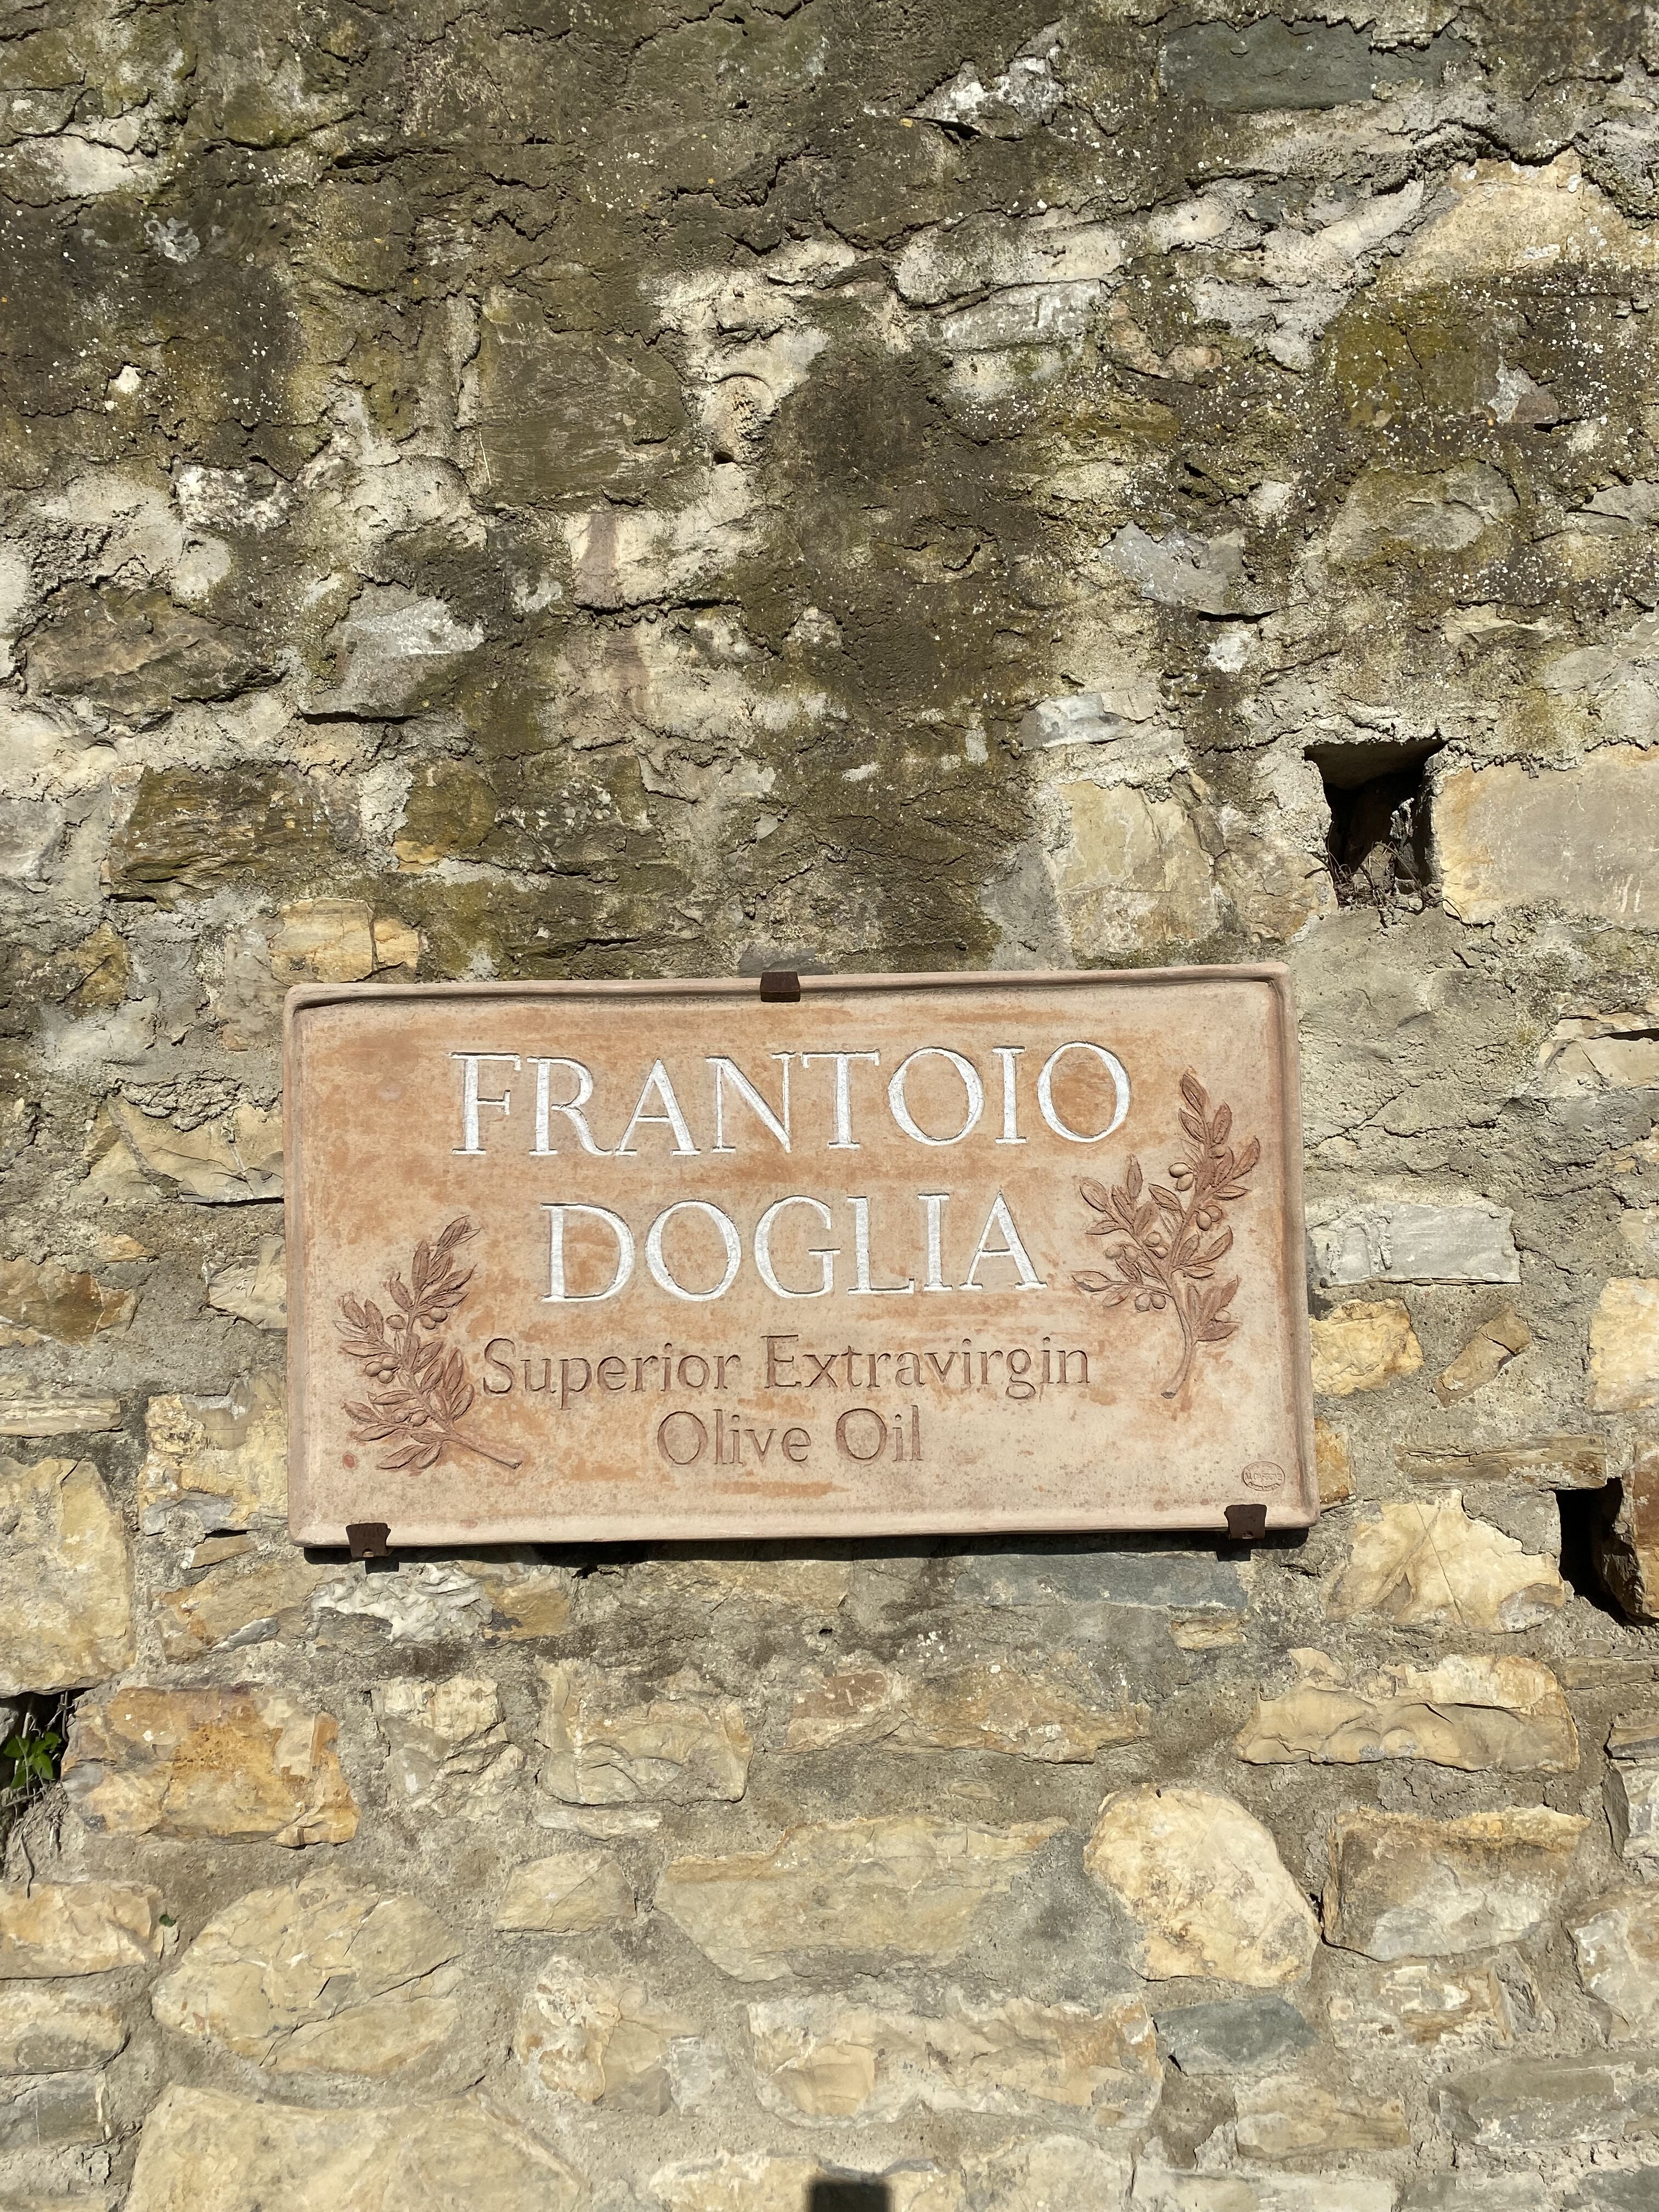 FRANTOIO
DOGLIA
Superior Extravirgin
Olive Oil